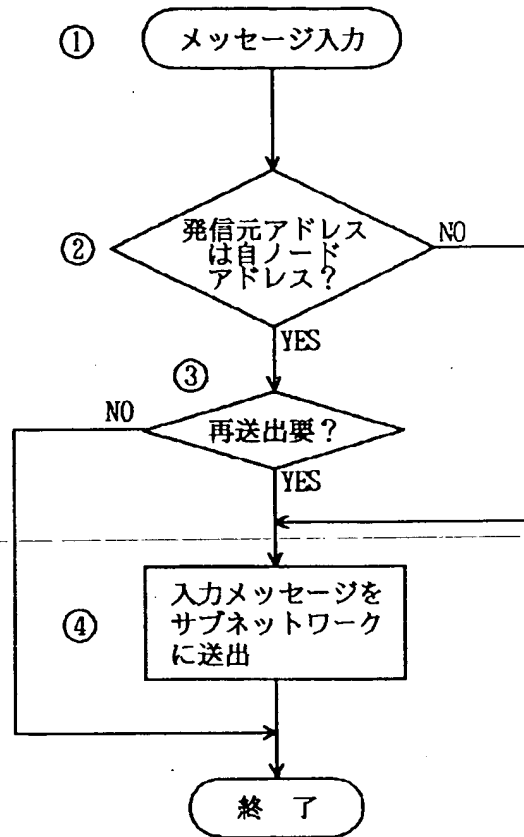 ① メッセージ入力
② 発信元アドレス
は自ノード
アドレス？
NO
YES
③
NO
再送出要？
YES
④ 入力メッセージを
サブネットワーク
に送出
終 了